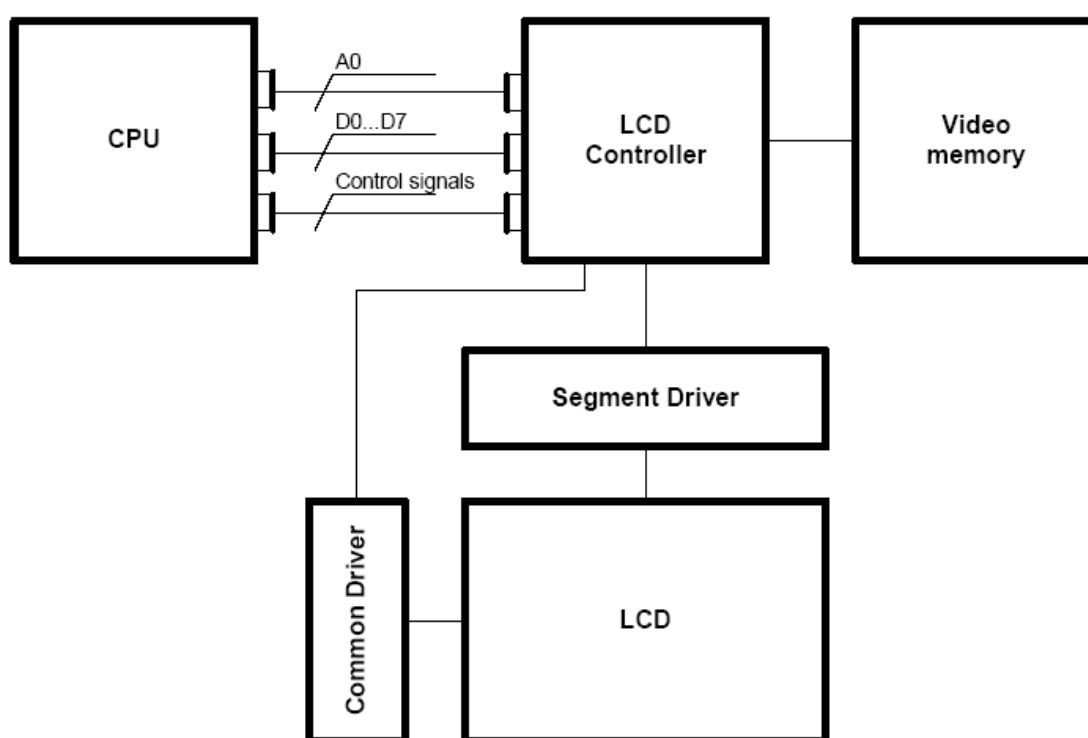 A0
D0...D7
Control signals
CPU
LCD
Controller
Video
memory
Segment Driver
Common Driver
LCD